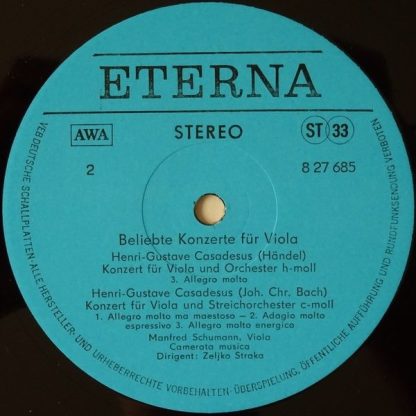 ETERNA
AWA
STEREO
ST 33
2
8 27 685
Beliebte Konzerte für Viola
Henri-Gustave Casadesus (Händel)
Konzert für Viola und Orchester h-moll
3. Allegro molto
Henri-Gustave Casadesus (Joh. Chr. Bach)
Konzert für Viola und Streichorchester c-moll
1. Allegro molto ma maestoso – 2. Adagio molto
espressivo 3. Allegro molto energica
Manfred Schumann, Viola
Camerata musica
Dirigent: Zeljko Straka
VEB DEUTSCHE SCHALLPLATTEN·ALLE HERSTELLER- UND URHEBERRECHTE VORBEHALTEN·ÜBERSPIELUNG, ÖFFENTLICHE AUFFÜHRUNG UND RUNDFUNKSENDUNG VERBOTEN